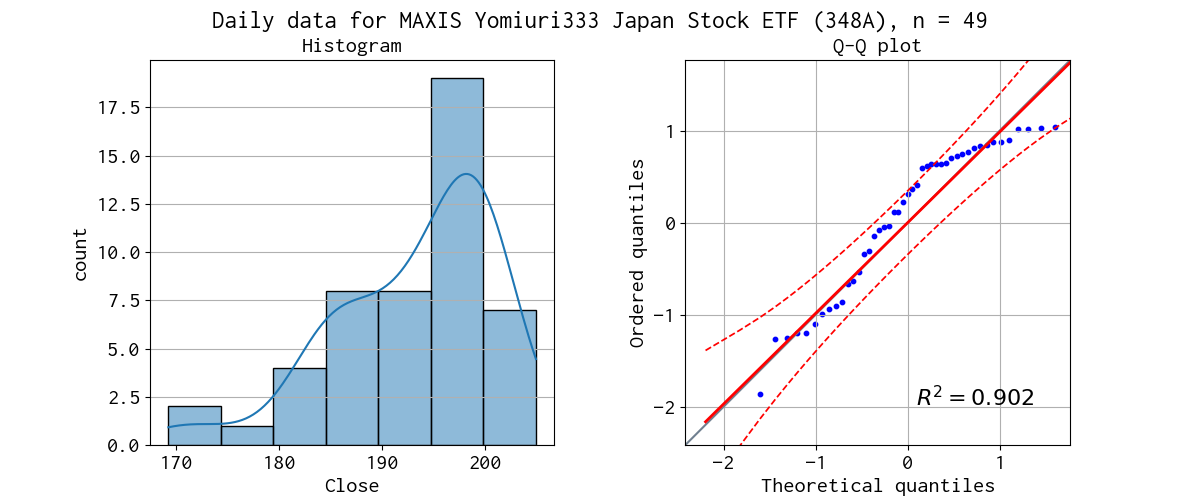 Daily data for MAXIS Yomiuri333 Japan Stock ETF (348A), n = 49
Histogram
17.5
15.0
12.5
10.0
7.5
5.0
2.5
0.0
count
170 180 190 200
Close
Q-Q plot
1
0
−1
−2
Ordered quantiles
R² = 0.902
−2 −1 0 1
Theoretical quantiles